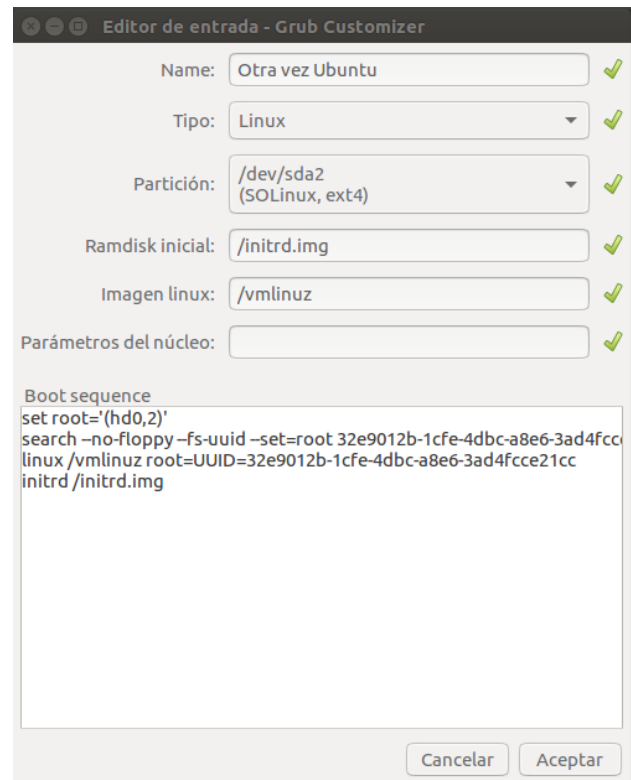 Editor de entrada - Grub Customizer
Name: Otra vez Ubuntu
Tipo: Linux
Partición: /dev/sda2
(SOLinux, ext4)
Ramdisk inicial: /initrd.img
Imagen linux: /vmlinuz
Parámetros del núcleo:
Boot sequence
set root='(hd0,2)'
search --no-floppy --fs-uuid --set=root 32e9012b-1cfe-4dbc-a8e6-3ad4fcc
linux /vmlinuz root=UUID=32e9012b-1cfe-4dbc-a8e6-3ad4fcce21cc
initrd /initrd.img
Cancelar Aceptar